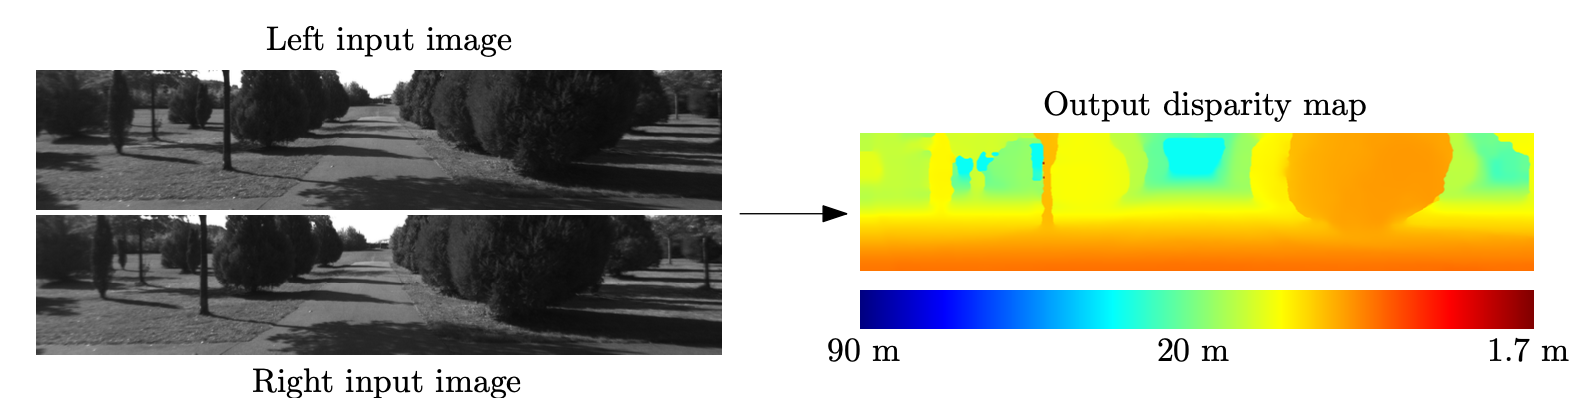 Left input image
Right input image
Output disparity map
90 m
20 m
1.7 m